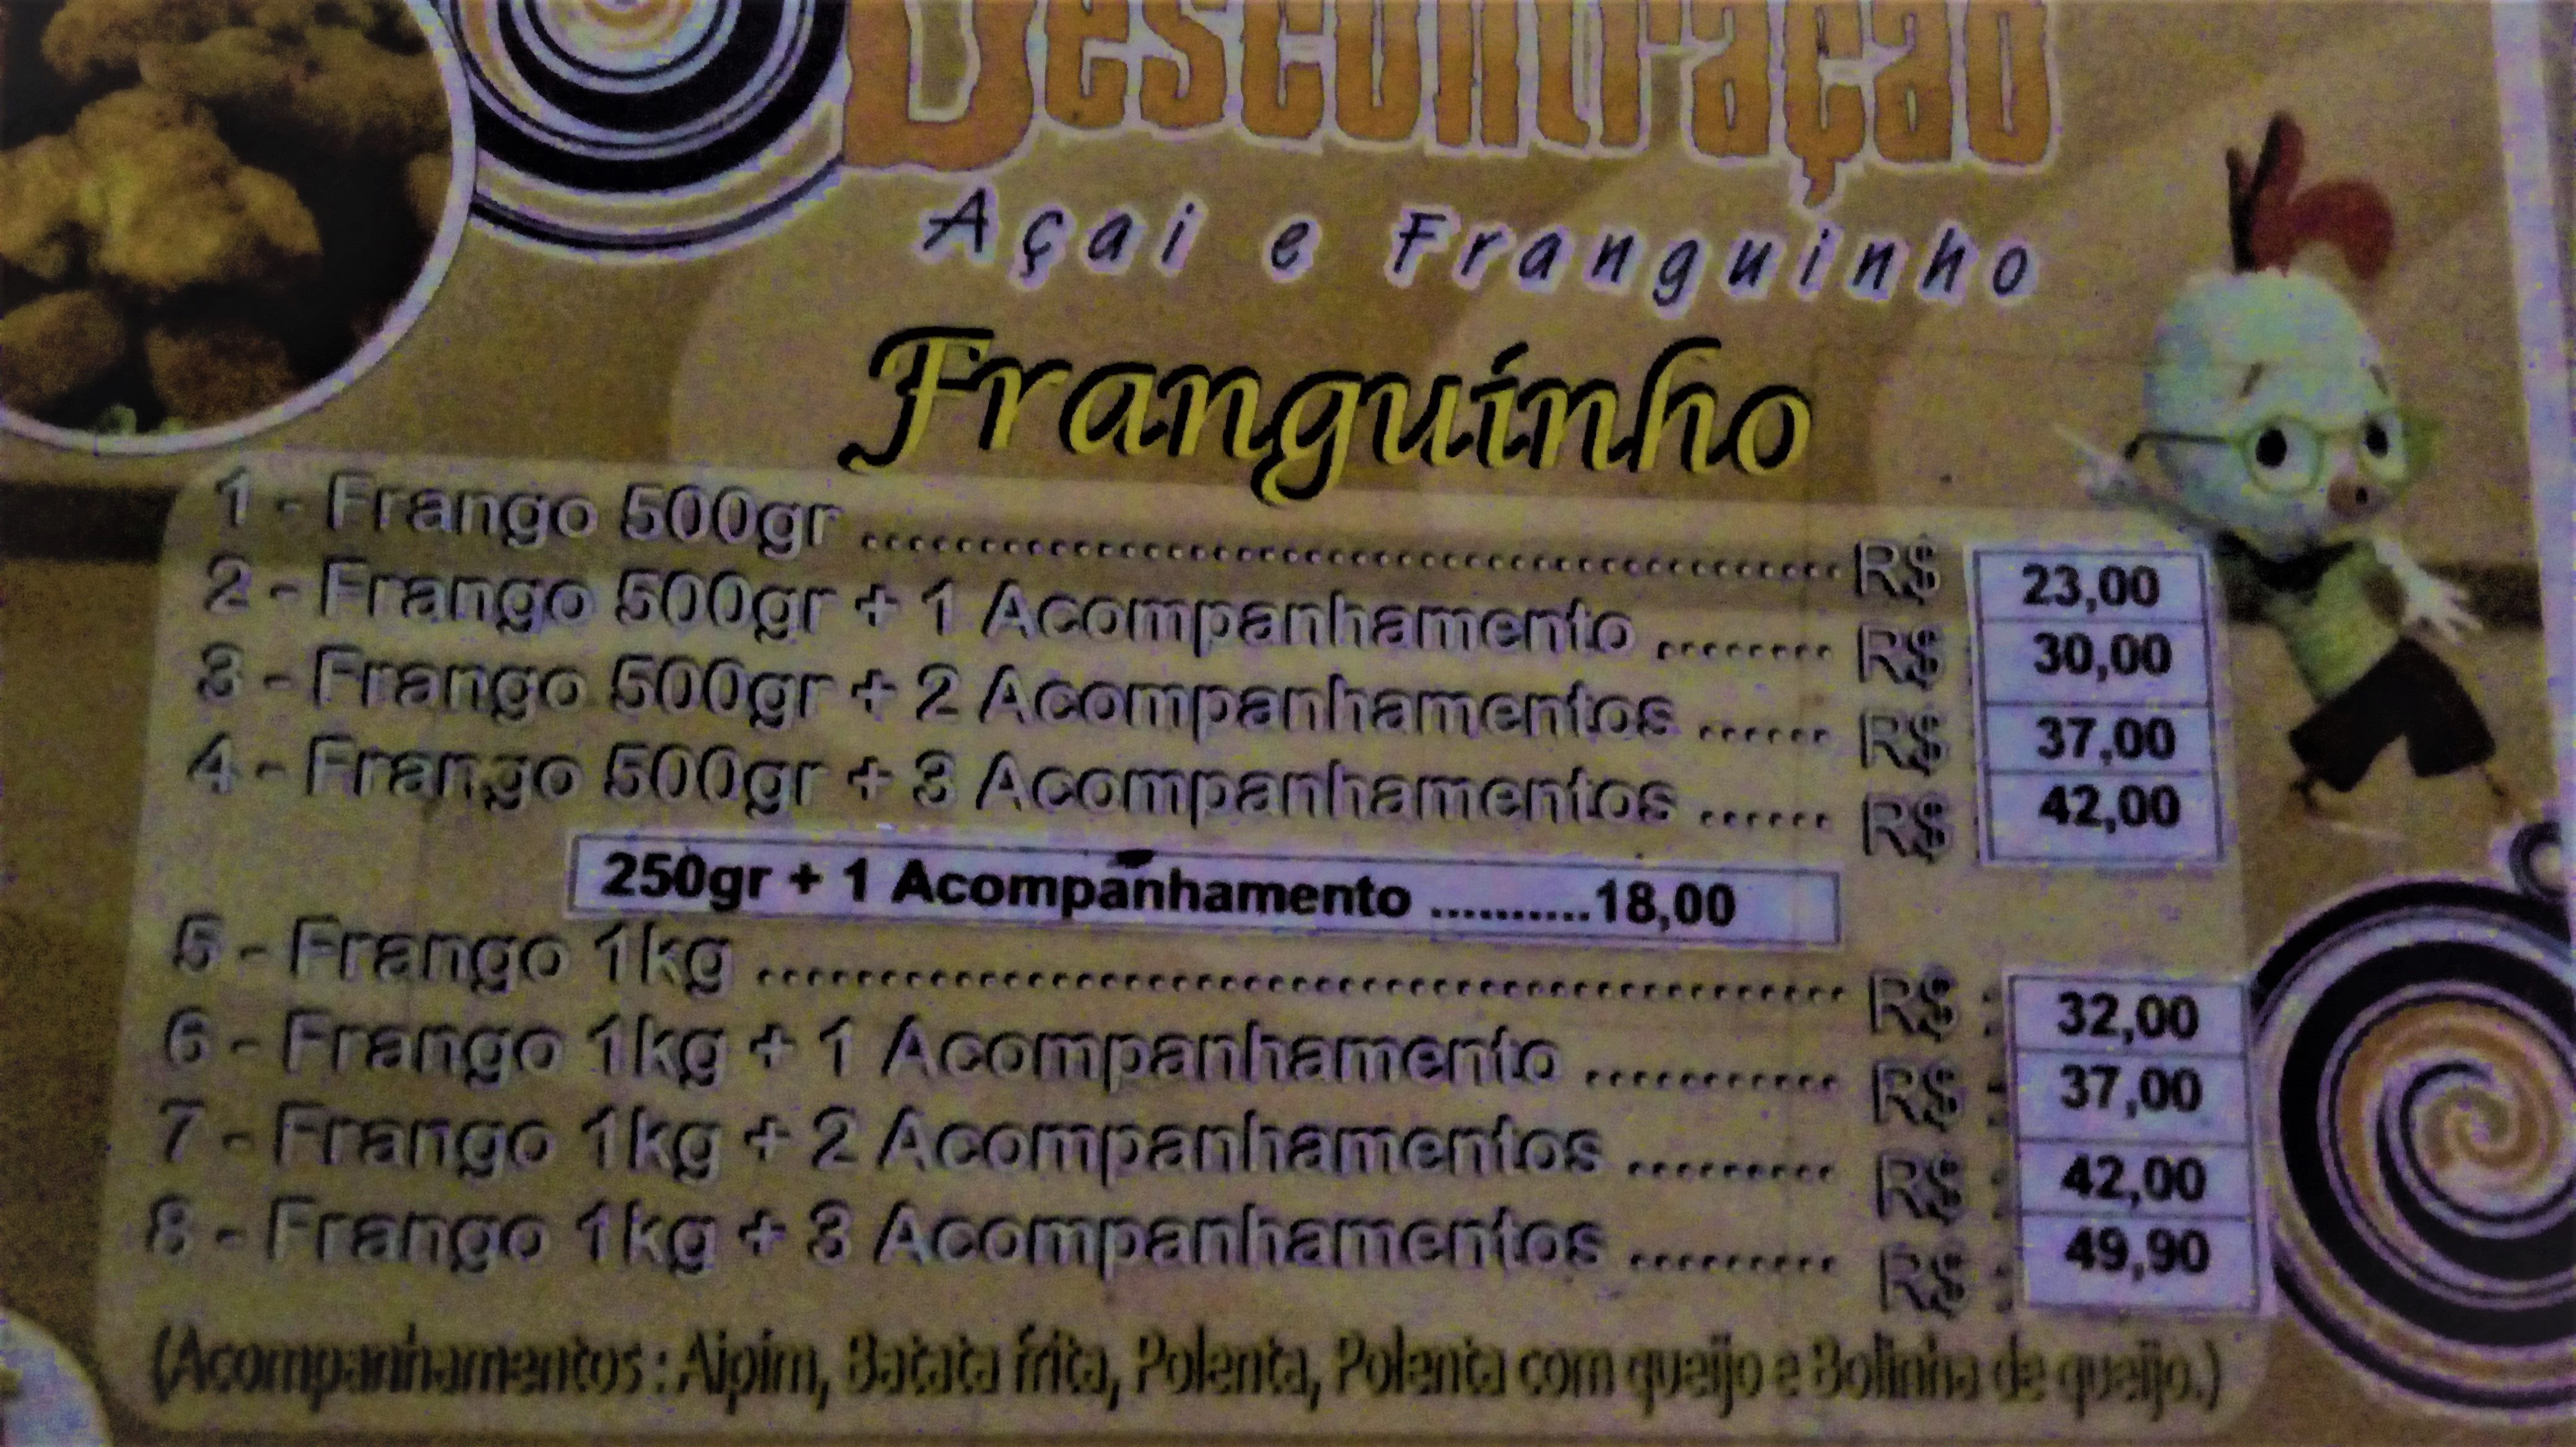 Descontração
Açai e Franguinho
Franguinho
1 - Frango 500gr ........................................................ R$ 23,00
2 - Frango 500gr + 1 Acompanhamento ........ R$ 30,00
3 - Frango 500gr + 2 Acompanhamentos ...... R$ 37,00
4 - Frango 500gr + 3 Acompanhamentos ...... R$ 42,00
250gr + 1 Acompanhamento ..........18,00
5 - Frango 1kg ........................................................ R$ : 32,00
6 - Frango 1kg + 1 Acompanhamento ............ R$ : 37,00
7 - Frango 1kg + 2 Acompanhamentos ......... R$ : 42,00
8 - Frango 1kg + 3 Acompanhamentos ......... R$ : 49,90
(Acompanhamentos : Aipim, Batata frita, Polenta, Polenta com queijo e Bolinha de queijo.)